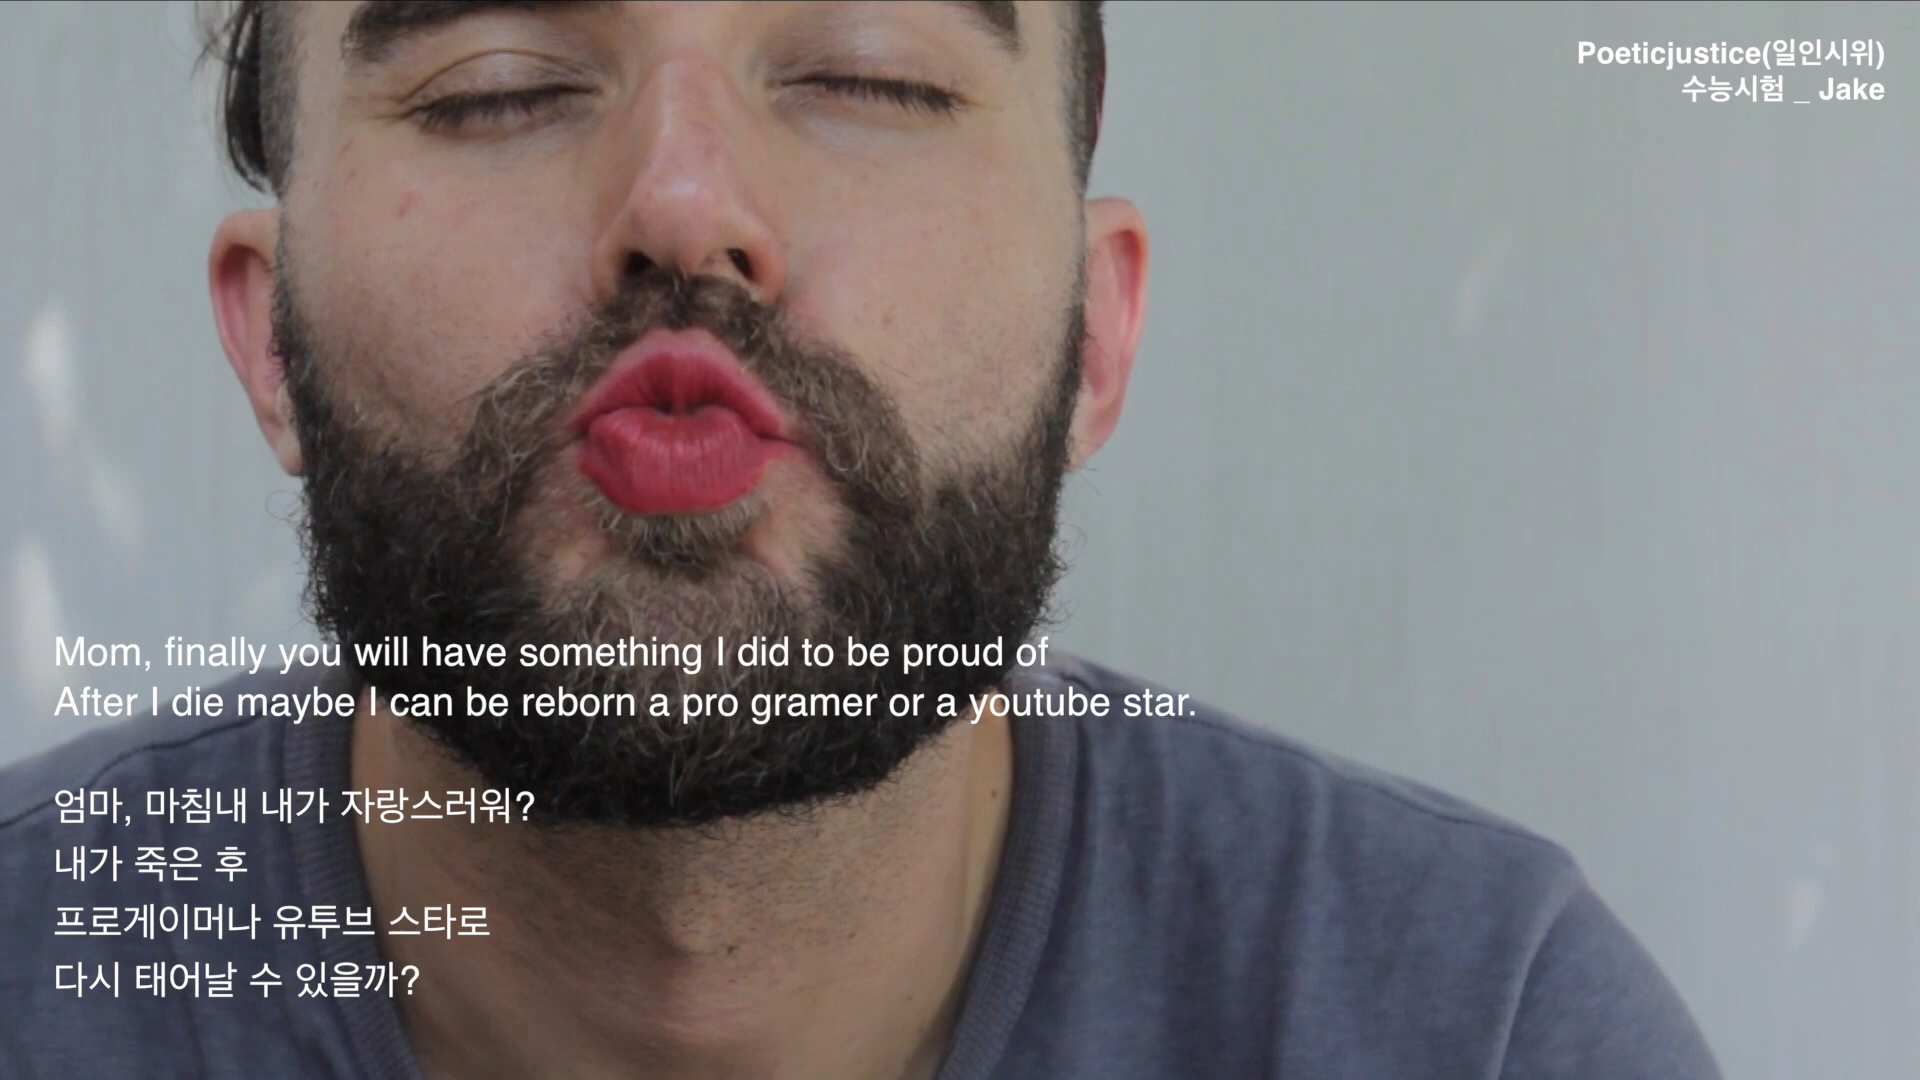 Poeticjustice(일인시위)
수능시험 _ Jake
Mom, finally you will have something I did to be proud of
After I die maybe I can be reborn a pro gramer or a youtube star.
엄마, 마침내 내가 자랑스러워?
내가 죽은 후
프로게이머나 유투브 스타로
다시 태어날 수 있을까?